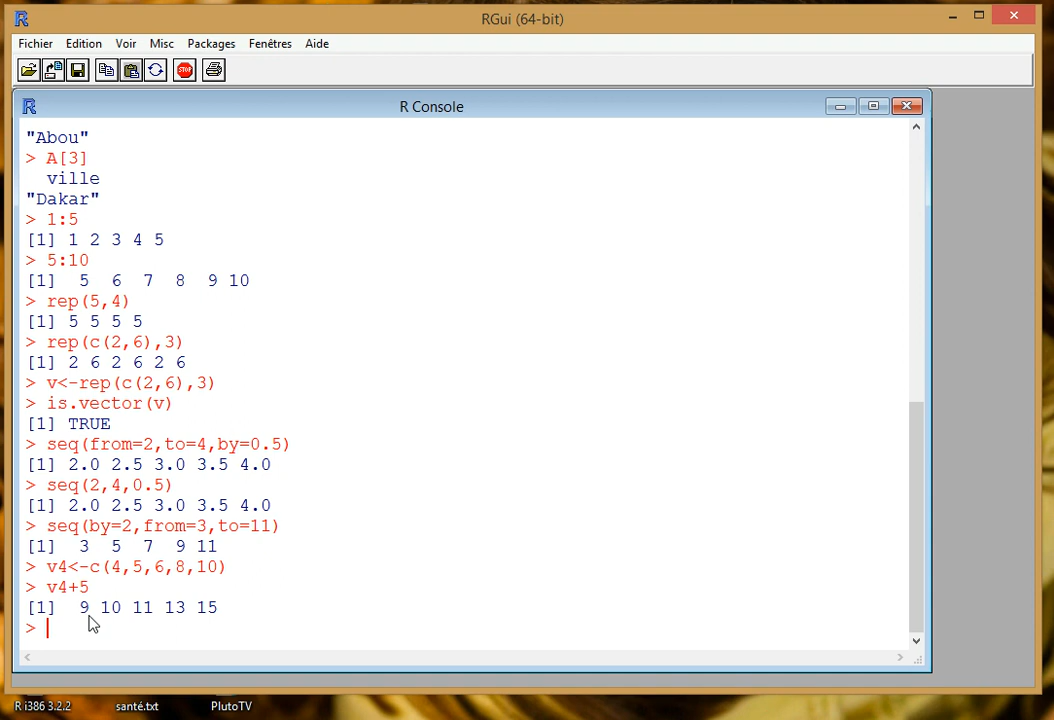 RGui (64-bit)
Fichier Edition Voir Misc Packages Fenêtres Aide
STOP
R Console
"Abou"
> A[3]
  ville
"Dakar"
> 1:5
[1] 1 2 3 4 5
> 5:10
[1]  5  6  7  8  9 10
> rep(5,4)
[1] 5 5 5 5
> rep(c(2,6),3)
[1] 2 6 2 6 2 6
> v<-rep(c(2,6),3)
> is.vector(v)
[1] TRUE
> seq(from=2,to=4,by=0.5)
[1] 2.0 2.5 3.0 3.5 4.0
> seq(2,4,0.5)
[1] 2.0 2.5 3.0 3.5 4.0
> seq(by=2,from=3,to=11)
[1]  3  5  7  9 11
> v4<-c(4,5,6,8,10)
> v4+5
[1]  9 10 11 13 15
>
R i386 3.2.2 santé.txt PlutoTV